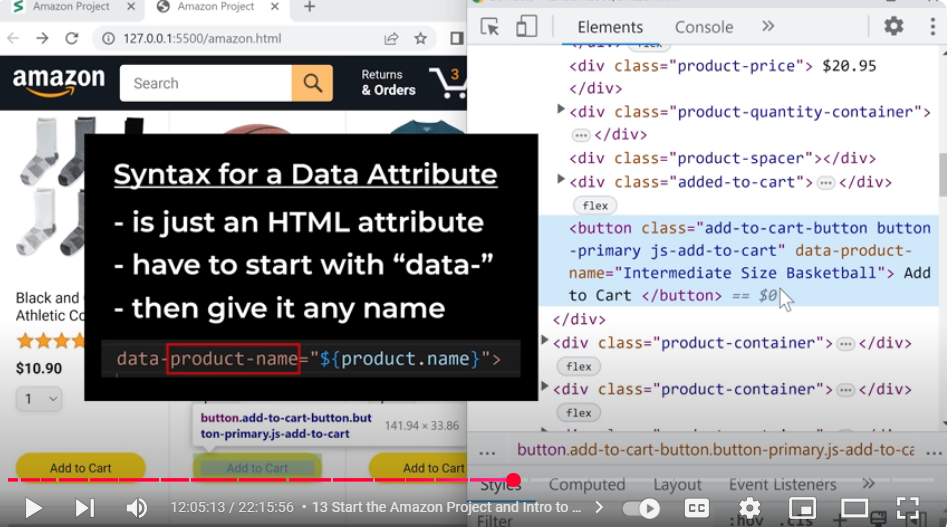 Amazon Project
Amazon Project
127.0.0.1:5500/amazon.html
amazon
Search
Returns
& Orders
3
Black and
Athletic Co
$10.90
1
Syntax for a Data Attribute
- is just an HTML attribute
- have to start with “data-”
- then give it any name
data-product-name="${product.name}">
button.add-to-cart-button.but
ton-primary.js-add-to-cart
141.94 × 33.86
Add to Cart
Add to Cart
Add to Cart
Elements
Console
flex
<div class="product-price"> $20.95
</div>
<div class="product-quantity-container">
</div>
<div class="product-spacer"></div>
<div class="added-to-cart"> </div>
flex
<button class="add-to-cart-button button
-primary js-add-to-cart" data-product-
name="Intermediate Size Basketball"> Add
to Cart </button> == $0
</div>
<div class="product-container"> </div>
flex
<div class="product-container"> </div>
flex
... button.add-to-cart-button.button-primary.js-add-to-ca ...
Styles
Computed
Layout
Event Listeners
Filter
:hov .cls
12:05:13 / 22:15:56 • 13 Start the Amazon Project and Intro to ...
CC